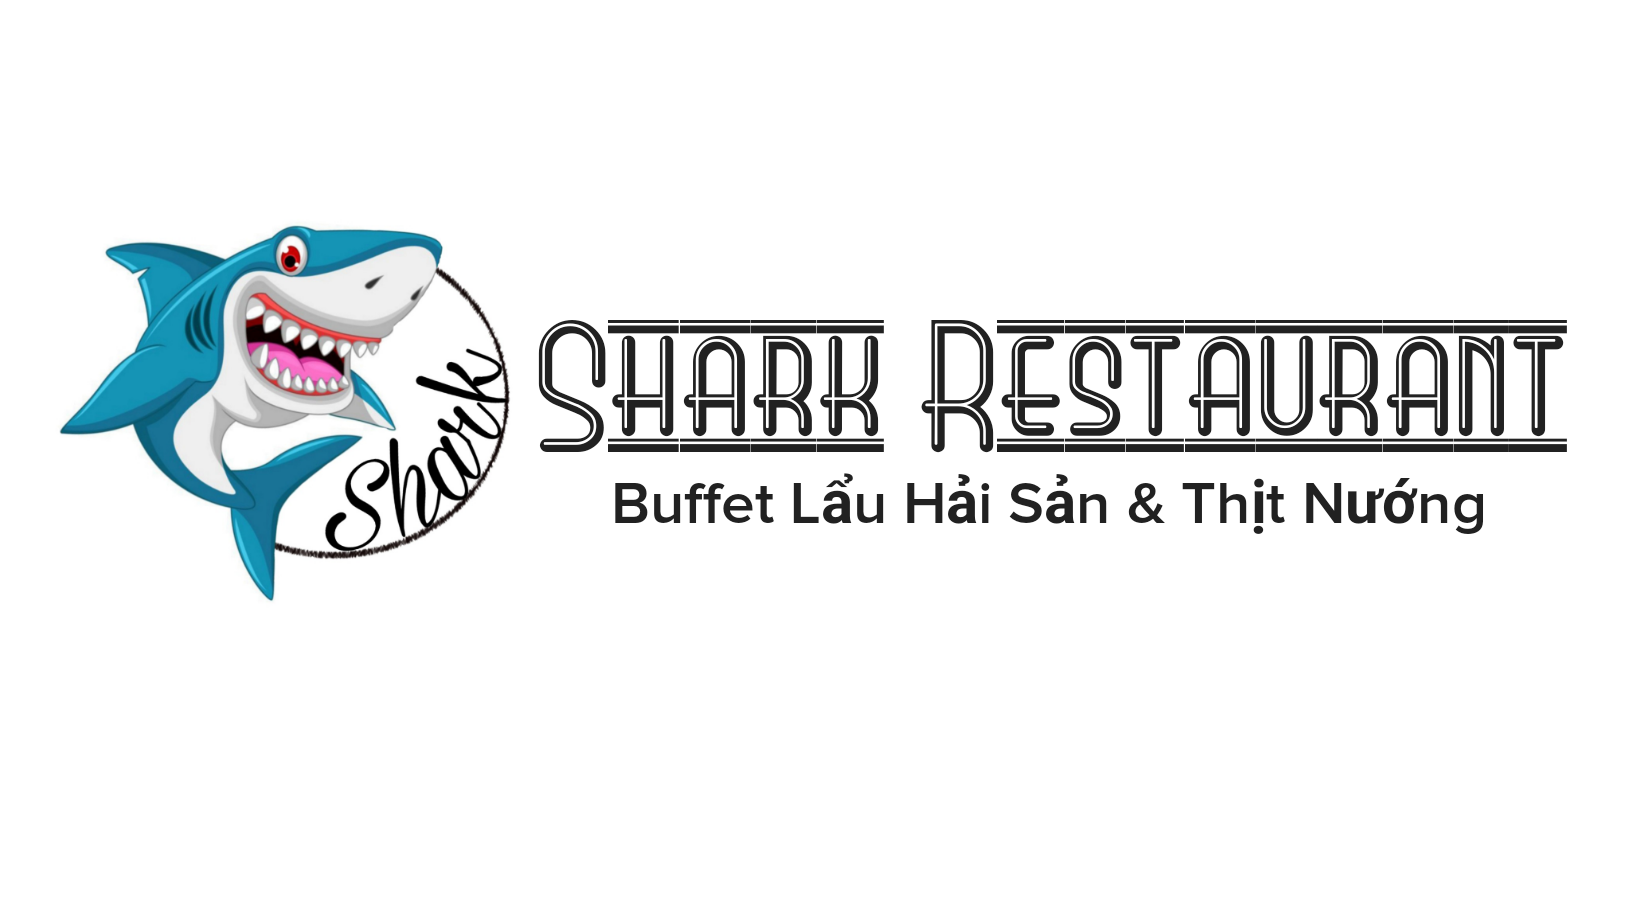 Shark
SHARK RESTAURANT
Buffet Lẩu Hải Sản & Thịt Nướng